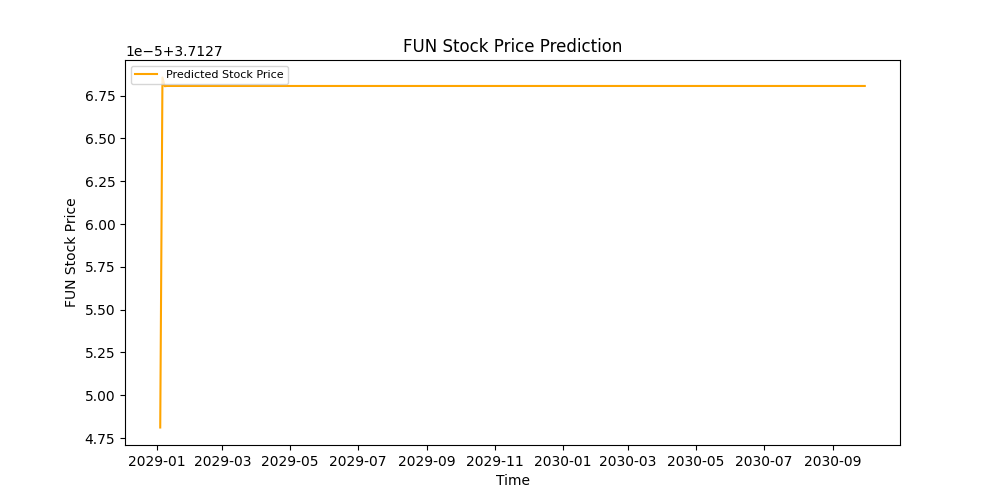 FUN Stock Price Prediction
1e−5+3.7127
Predicted Stock Price
6.75
6.50
6.25
6.00
5.75
5.50
5.25
5.00
4.75
FUN Stock Price
2029-01 2029-03 2029-05 2029-07 2029-09 2029-11 2030-01 2030-03 2030-05 2030-07 2030-09
Time